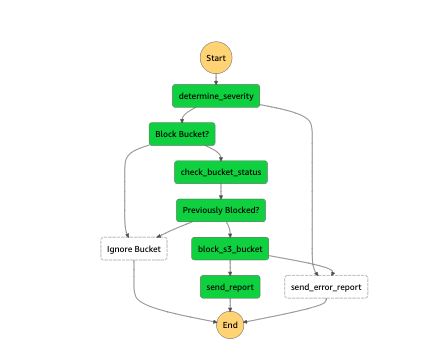 Start
determine_severity
Block Bucket?
check_bucket_status
Previously Blocked?
Ignore Bucket
block_s3_bucket
send_report
send_error_report
End